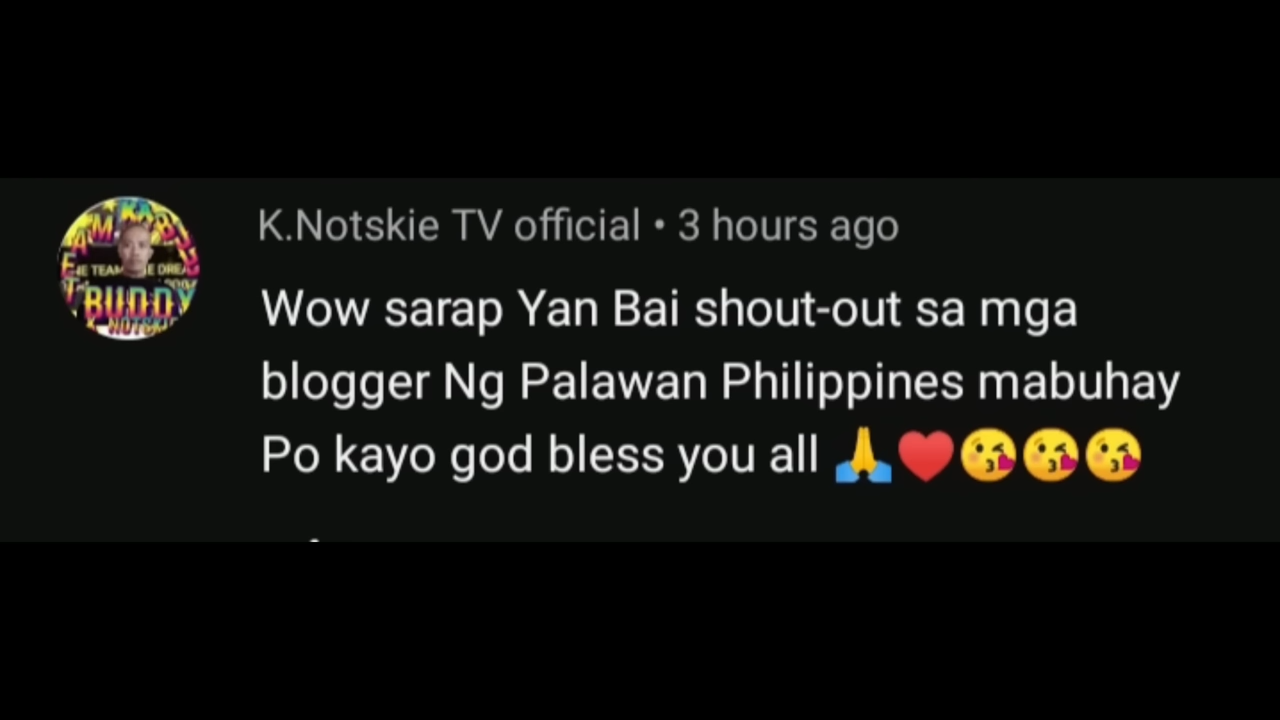 K.Notskie TV official • 3 hours ago
Wow sarap Yan Bai shout-out sa mga
blogger Ng Palawan Philippines mabuhay
Po kayo god bless you all 🙏♥️😘😘😘
BUDDY